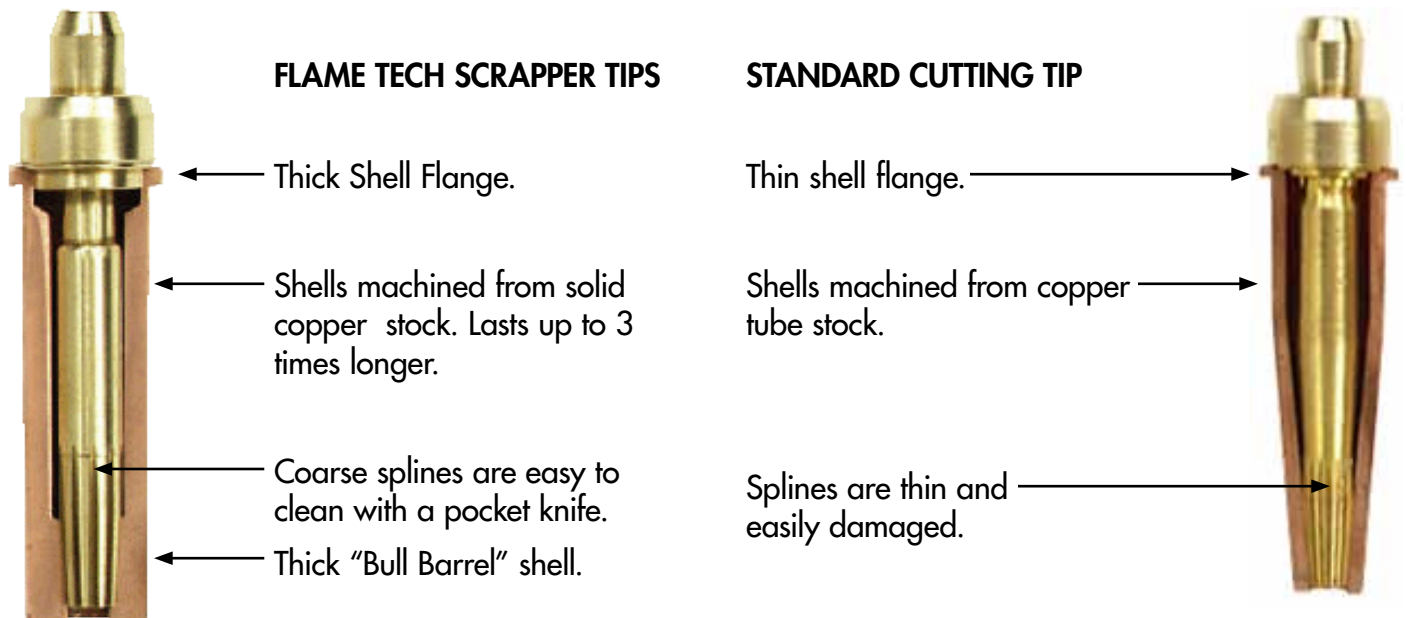 FLAME TECH SCRAPPER TIPS
Thick Shell Flange.
Shells machined from solid
copper stock. Lasts up to 3
times longer.
Coarse splines are easy to
clean with a pocket knife.
Thick “Bull Barrel” shell.
STANDARD CUTTING TIP
Thin shell flange.
Shells machined from copper
tube stock.
Splines are thin and
easily damaged.